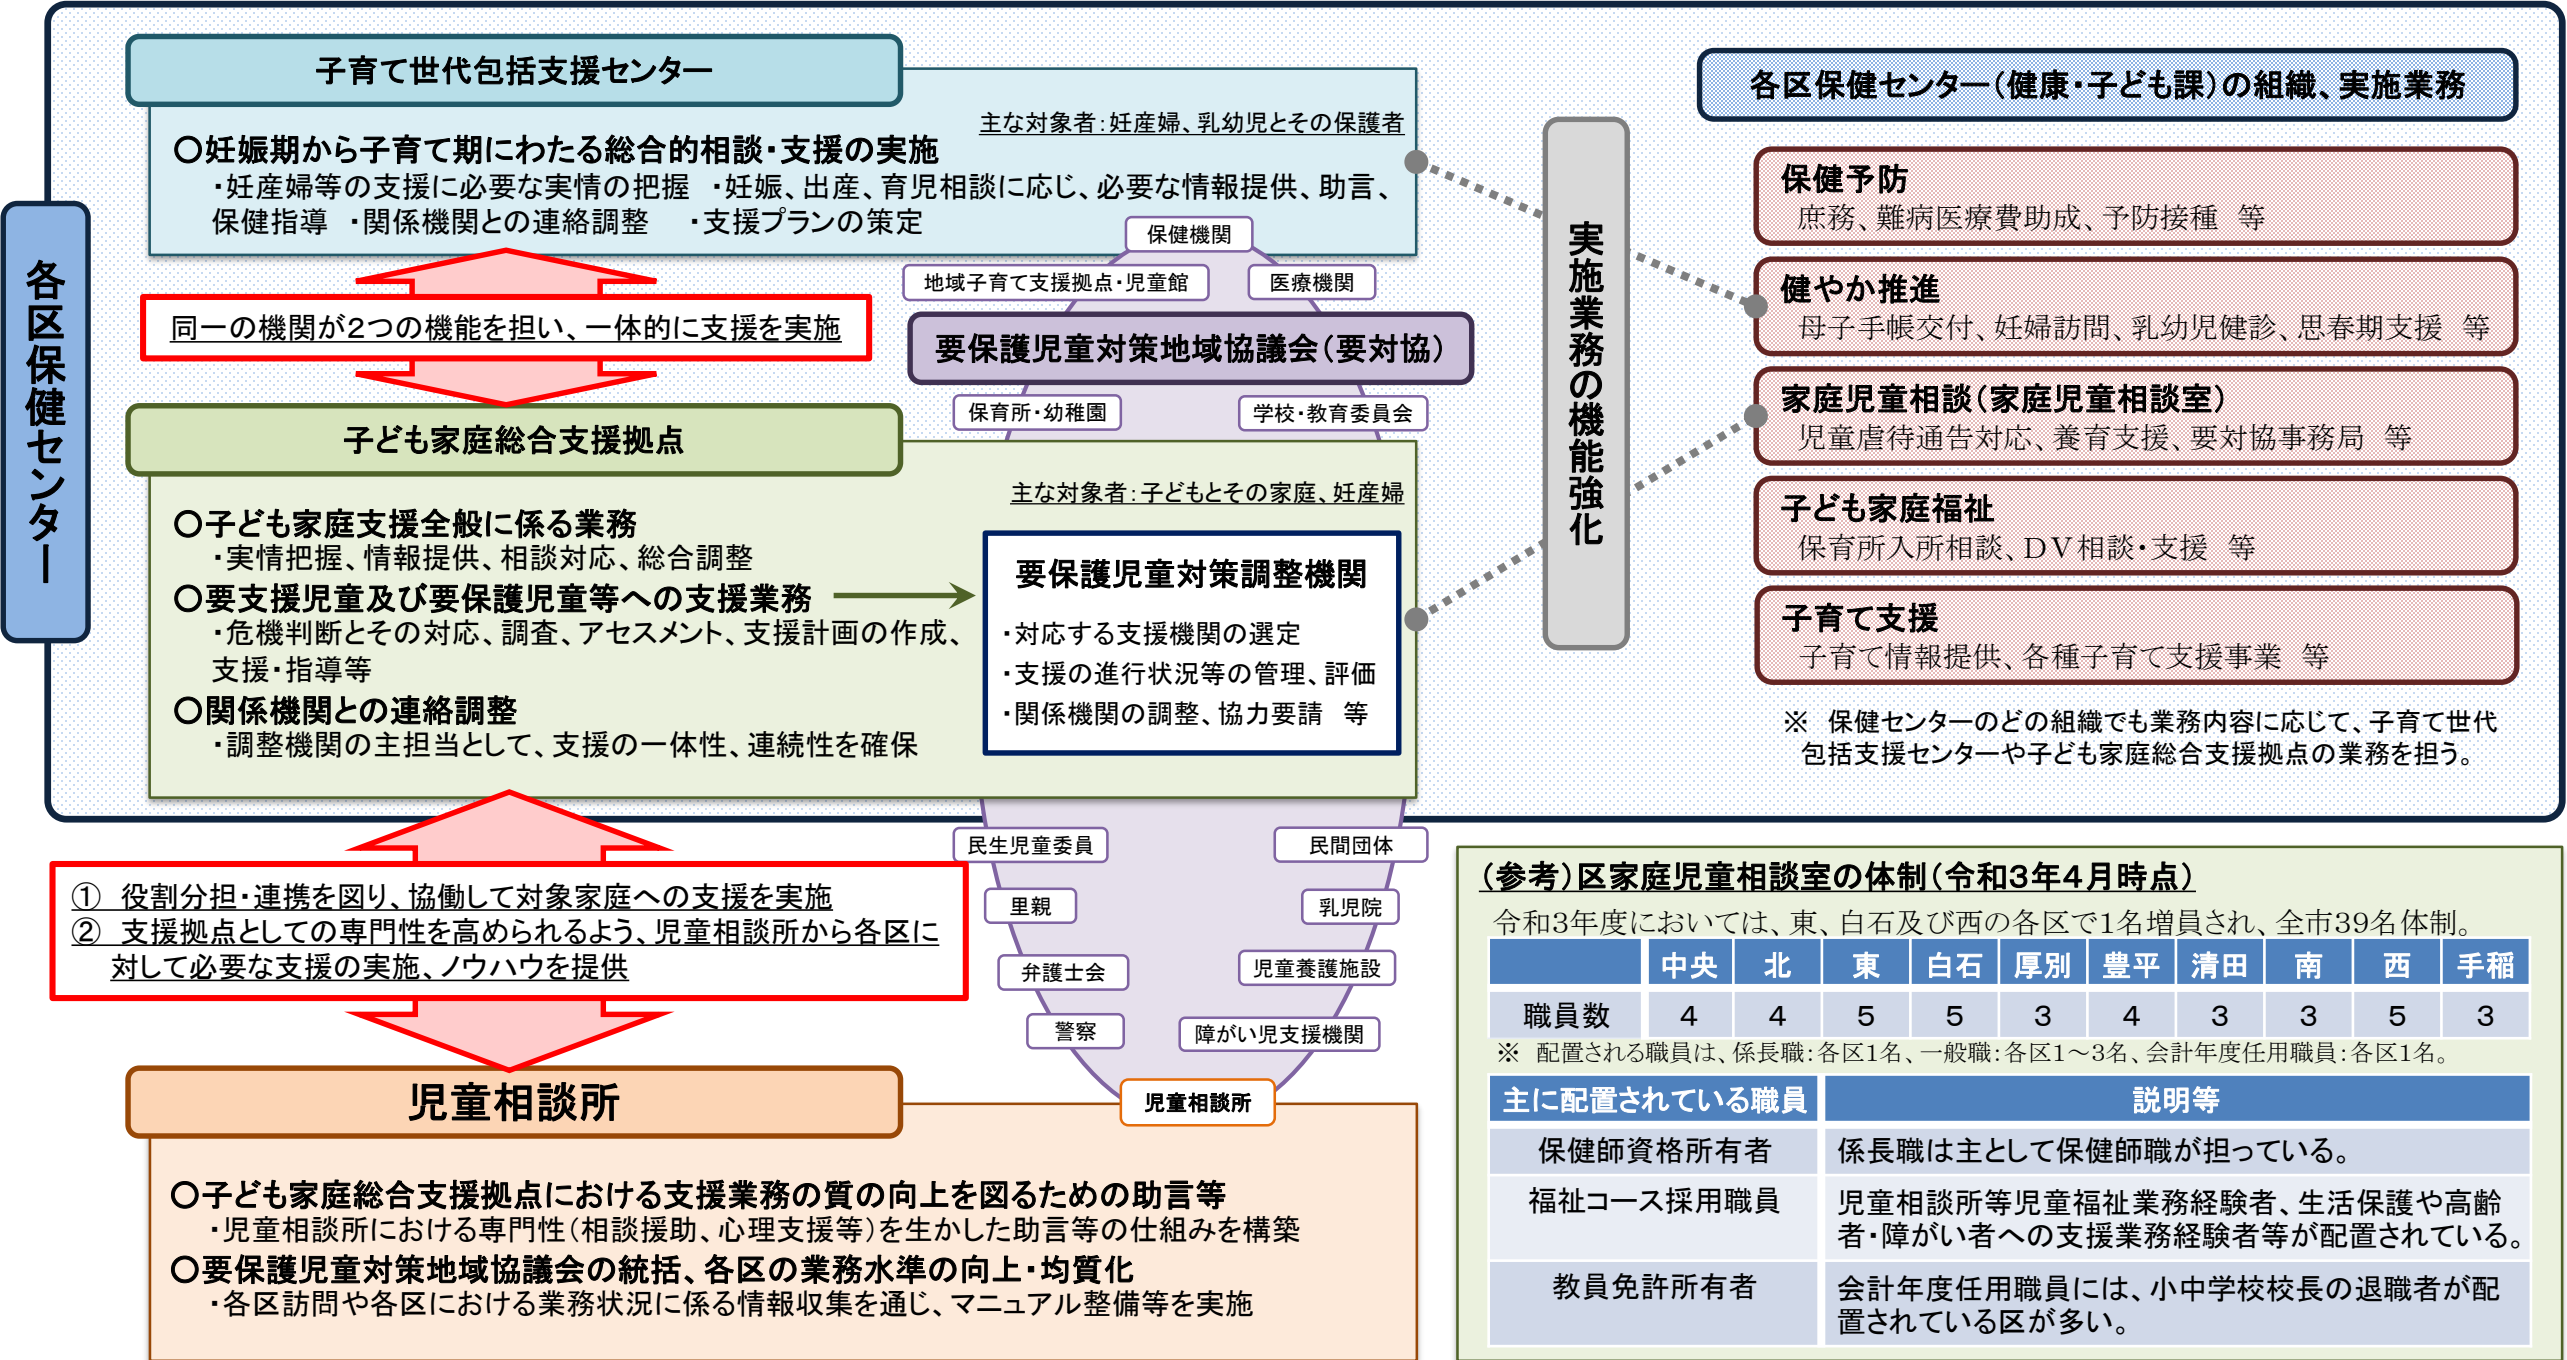 各区保健センター
子育て世代包括支援センター
主な対象者：妊産婦、乳幼児とその保護者
〇妊娠期から子育て期にわたる総合的相談・支援の実施
・妊産婦等の支援に必要な実情の把握　・妊娠、出産、育児相談に応じ、必要な情報提供、助言、
保健指導　・関係機関との連絡調整　・支援プランの策定
同一の機関が２つの機能を担い、一体的に支援を実施
保健機関
地域子育て支援拠点・児童館
医療機関
要保護児童対策地域協議会（要対協）
保育所・幼稚園
学校・教育委員会
子ども家庭総合支援拠点
主な対象者：子どもとその家庭、妊産婦
〇子ども家庭支援全般に係る業務
・実情把握、情報提供、相談対応、総合調整
〇要支援児童及び要保護児童等への支援業務
・危機判断とその対応、調査、アセスメント、支援計画の作成、
支援・指導等
〇関係機関との連絡調整
・調整機関の主担当として、支援の一体性、連続性を確保
要保護児童対策調整機関
・対応する支援機関の選定
・支援の進行状況等の管理、評価
・関係機関の調整、協力要請　等
実施業務の機能強化
各区保健センター（健康・子ども課）の組織、実施業務
保健予防
庶務、難病医療費助成、予防接種　等
健やか推進
母子手帳交付、妊婦訪問、乳幼児健診、思春期支援　等
家庭児童相談（家庭児童相談室）
児童虐待通告対応、養育支援、要対協事務局　等
子ども家庭福祉
保育所入所相談、ＤＶ相談・支援　等
子育て支援
子育て情報提供、各種子育て支援事業　等
※　保健センターのどの組織でも業務内容に応じて、子育て世代
包括支援センターや子ども家庭総合支援拠点の業務を担う。
①　役割分担・連携を図り、協働して対象家庭への支援を実施
②　支援拠点としての専門性を高められるよう、児童相談所から各区に
対して必要な支援の実施、ノウハウを提供
民生児童委員
民間団体
里親
乳児院
弁護士会
児童養護施設
警察
障がい児支援機関
児童相談所
児童相談所
〇子ども家庭総合支援拠点における支援業務の質の向上を図るための助言等
・児童相談所における専門性（相談援助、心理支援等）を生かした助言等の仕組みを構築
〇要保護児童対策地域協議会の統括、各区の業務水準の向上・均質化
・各区訪問や各区における業務状況に係る情報収集を通じ、マニュアル整備等を実施
（参考）区家庭児童相談室の体制（令和３年４月時点）
令和3年度においては、東、白石及び西の各区で1名増員され、全市39名体制。
中央　北　東　白石　厚別　豊平　清田　南　西　手稲
職員数　４　４　５　５　３　４　３　３　５　３
※　配置される職員は、係長職：各区1名、一般職：各区1～3名、会計年度任用職員：各区1名。
主に配置されている職員　説明等
保健師資格所有者　係長職は主として保健師職が担っている。
福祉コース採用職員　児童相談所等児童福祉業務経験者、生活保護や高齢
者・障がい者への支援業務経験者等が配置されている。
教員免許所有者　会計年度任用職員には、小中学校校長の退職者が配
置されている区が多い。